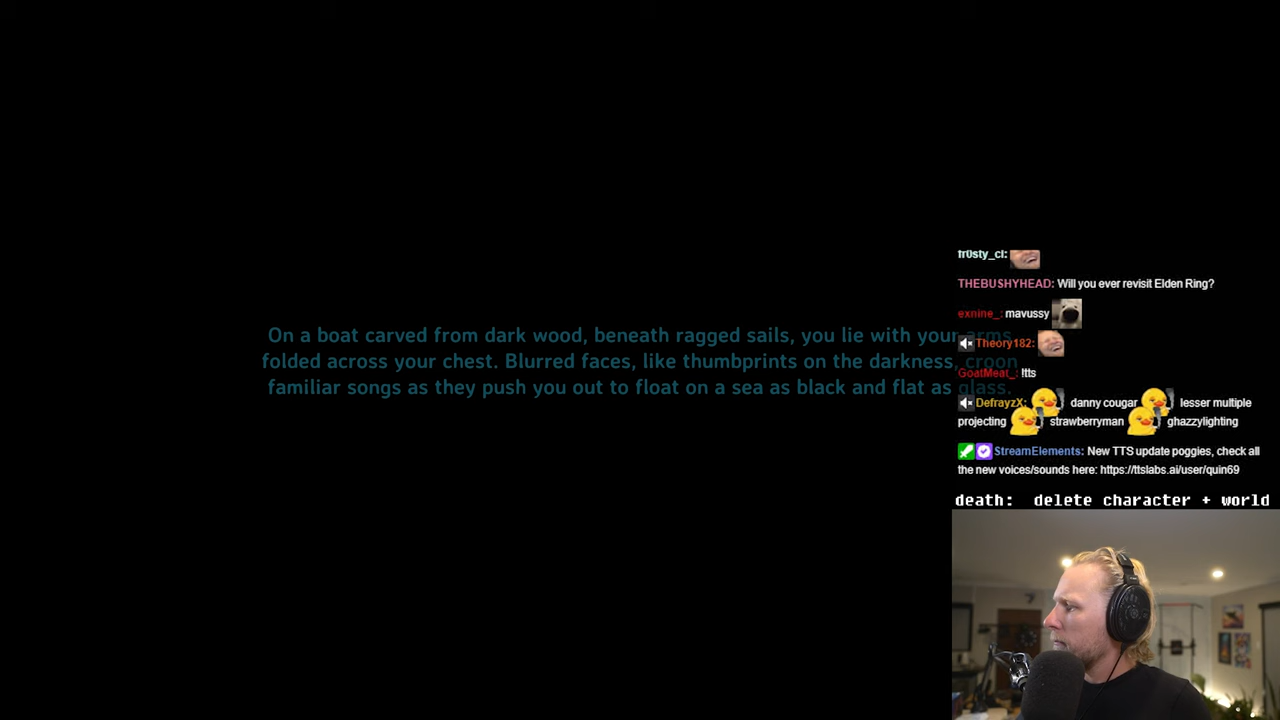 fr0sty_cl:
THEBUSHYHEAD: Will you ever revisit Elden Ring?
exnine_: mavussy
On a boat carved from dark wood, beneath ragged sails, you lie with your arms
folded across your chest. Blurred faces, like thumbprints on the darkness, croon
familiar songs as they push you out to float on a sea as black and flat as glass.
Theory182:
GoatMeat_: !tts
DefrayzX: danny cougar lesser multiple
projecting strawberryman ghazzylighting
StreamElements: New TTS update poggies, check all
the new voices/sounds here: https://ttslabs.ai/user/quin69
death: delete character + world